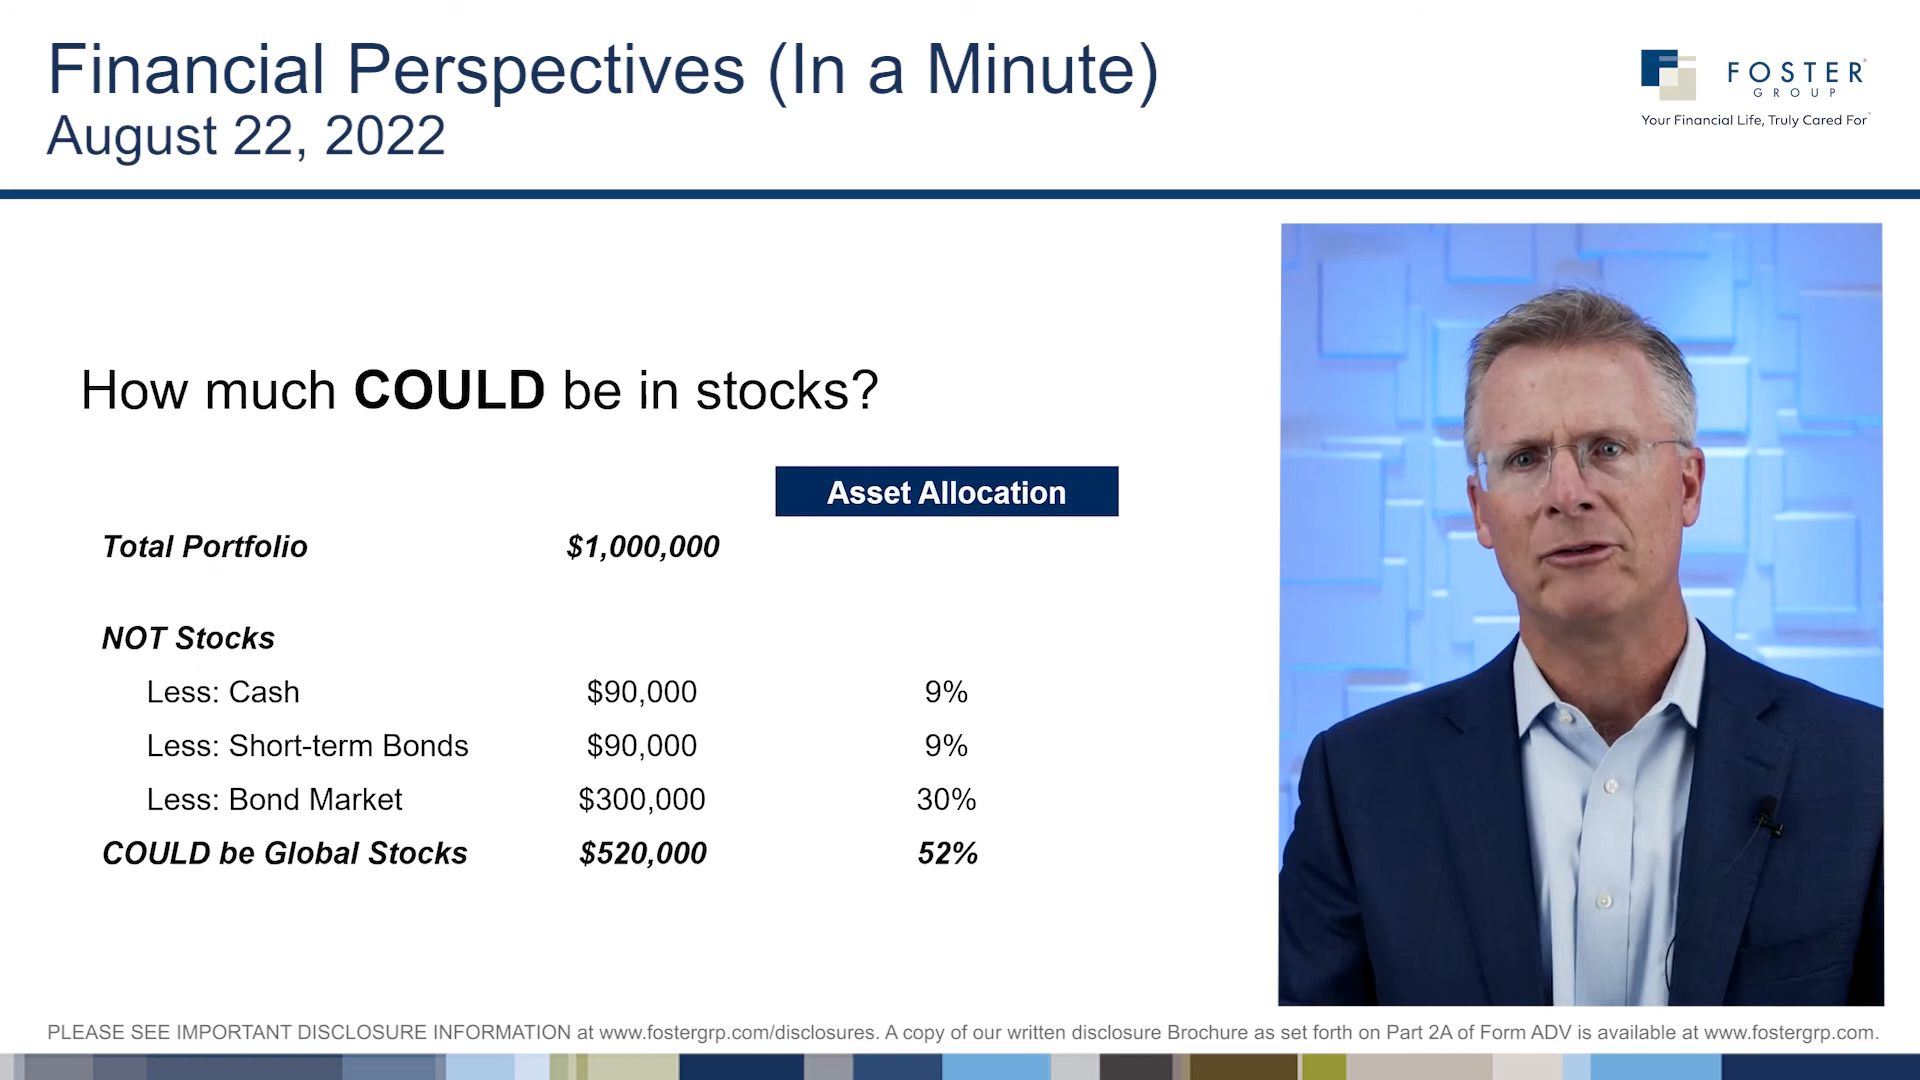 Financial Perspectives (In a Minute)
August 22, 2022
FOSTER®
GROUP
Your Financial Life, Truly Cared For
How much COULD be in stocks?
Asset Allocation
Total Portfolio $1,000,000
NOT Stocks
Less: Cash $90,000 9%
Less: Short-term Bonds $90,000 9%
Less: Bond Market $300,000 30%
COULD be Global Stocks $520,000 52%
PLEASE SEE IMPORTANT DISCLOSURE INFORMATION at www.fostergrp.com/disclosures. A copy of our written disclosure Brochure as set forth on Part 2A of Form ADV is available at www.fostergrp.com.